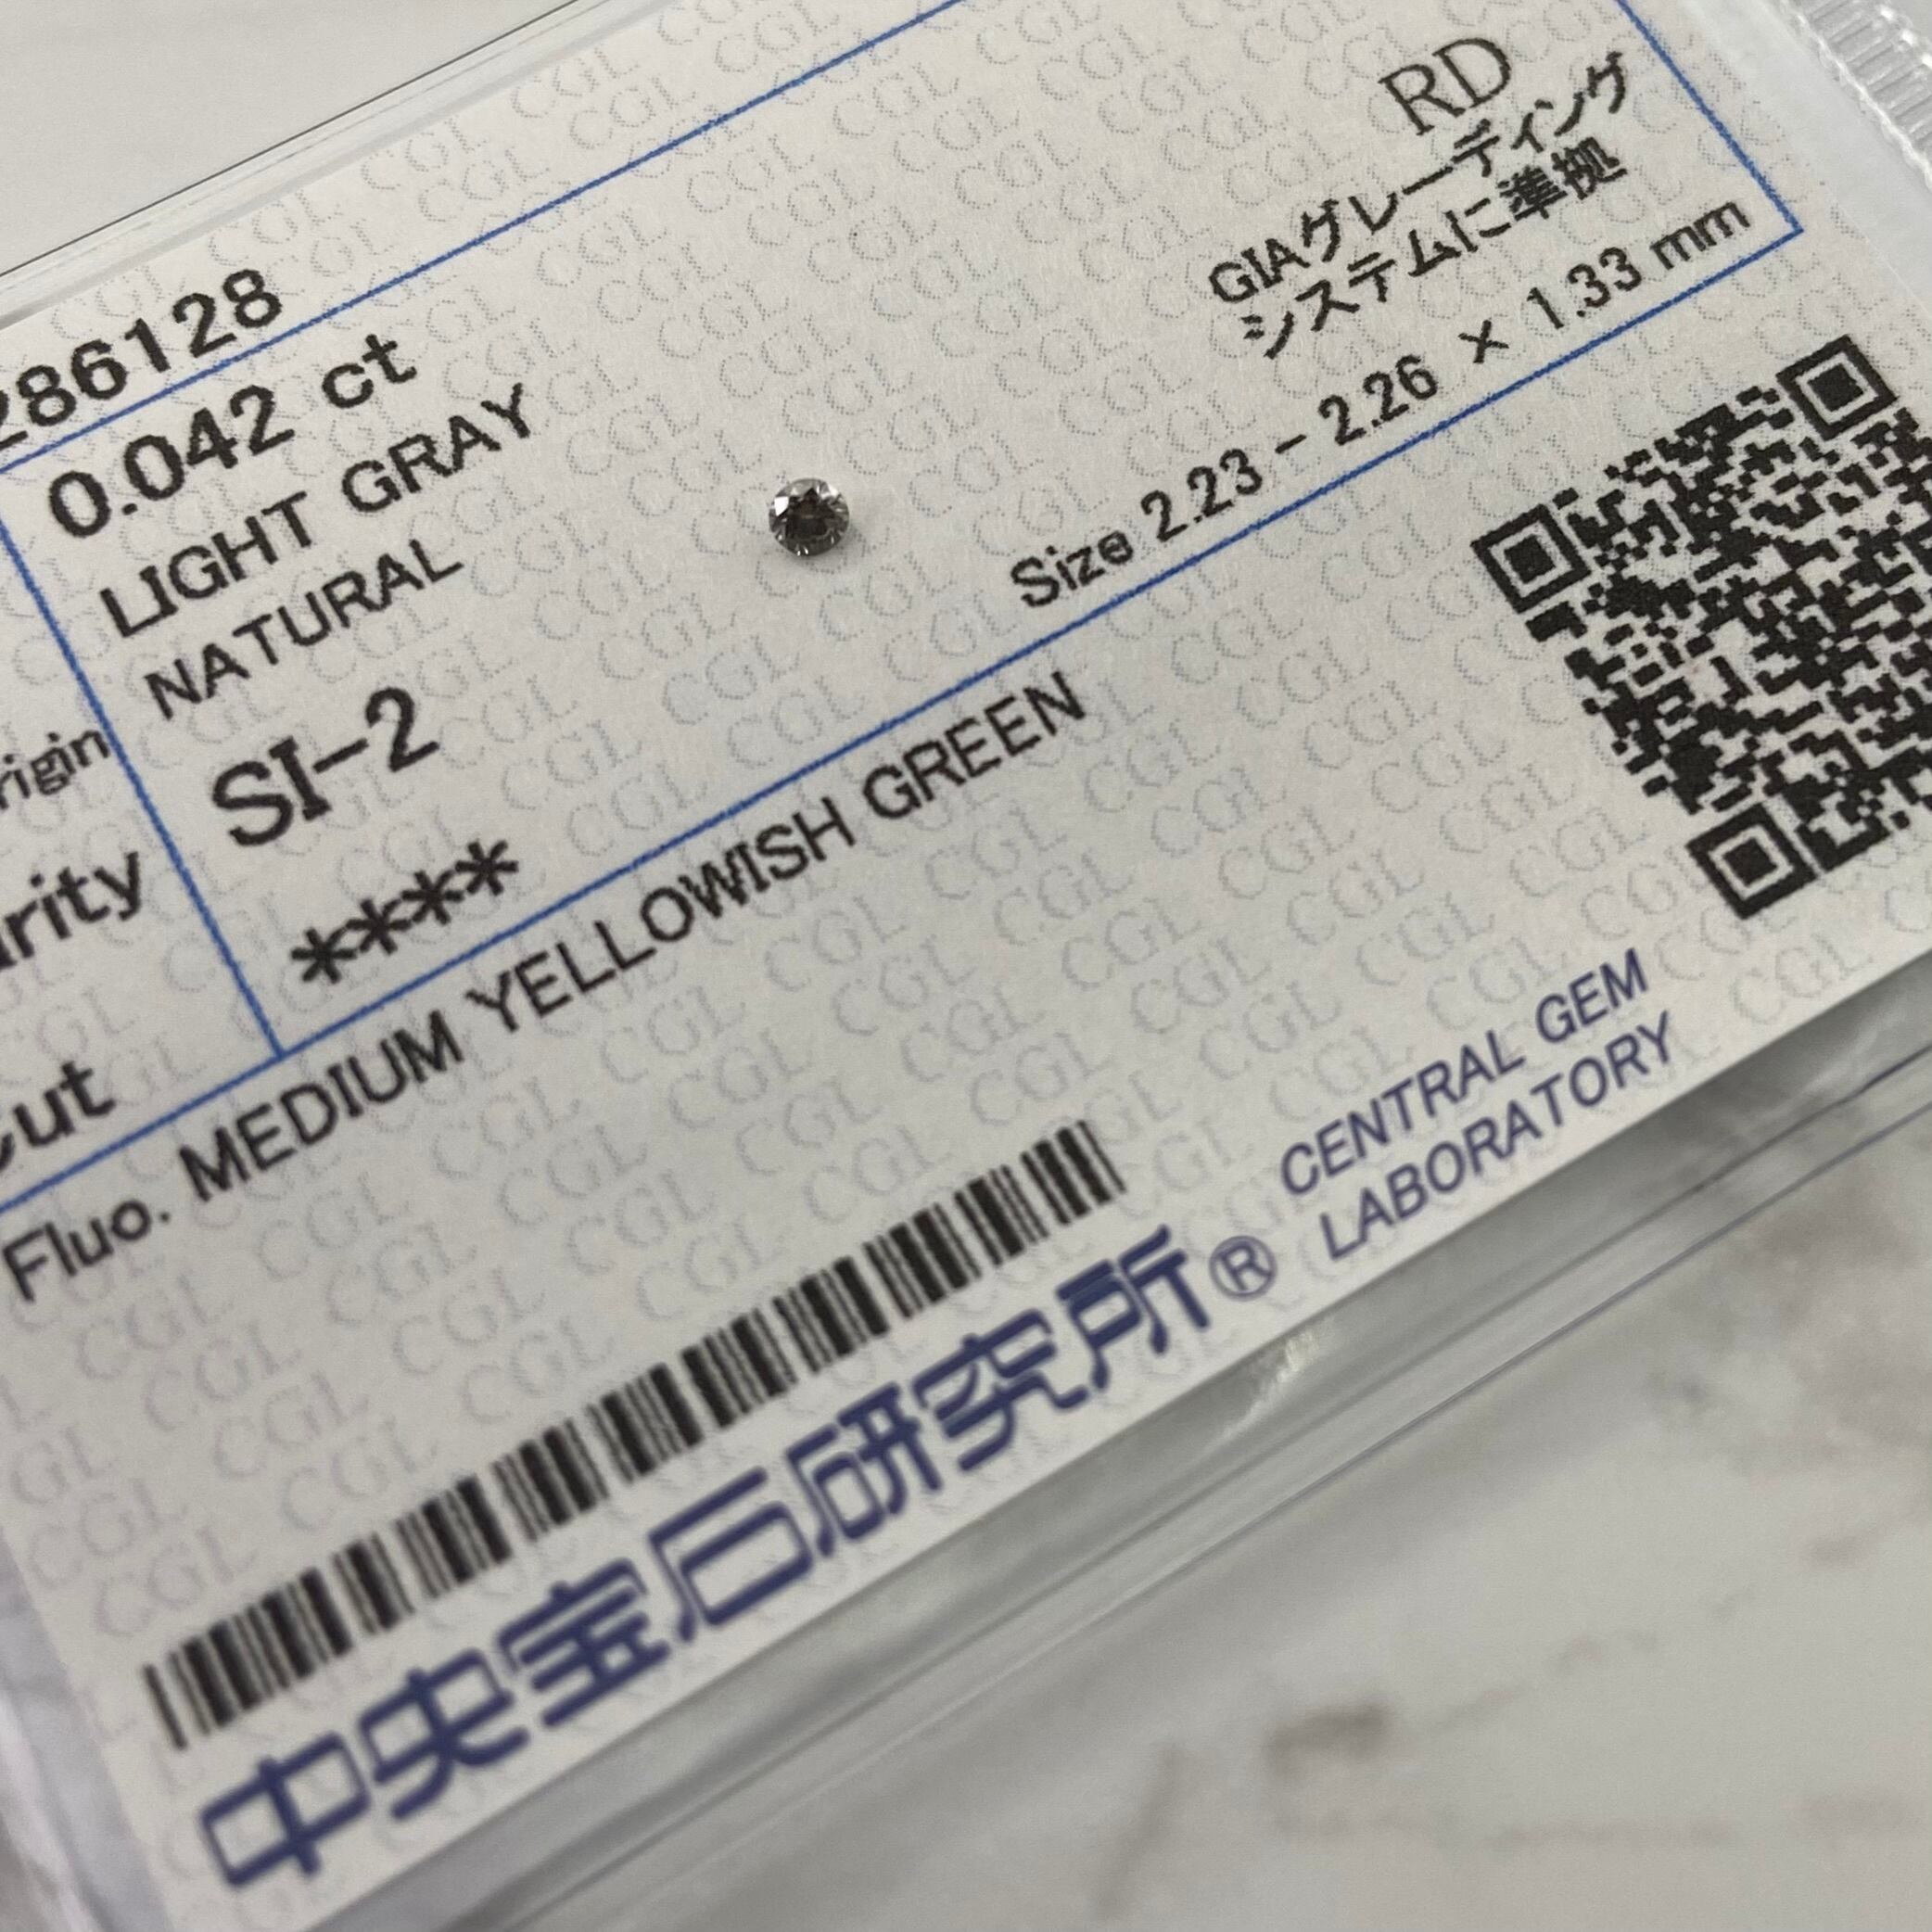 286128
0.042 ct
RD
LIGHT GRAY
GIAグレーディング
システムに準拠
NATURAL
Size 2.23 - 2.26 × 1.33 mm
SI-2
****
Cut
Fluo. MEDIUM YELLOWISH GREEN
CENTRAL GEM
LABORATORY
中央宝石研究所®
CGL